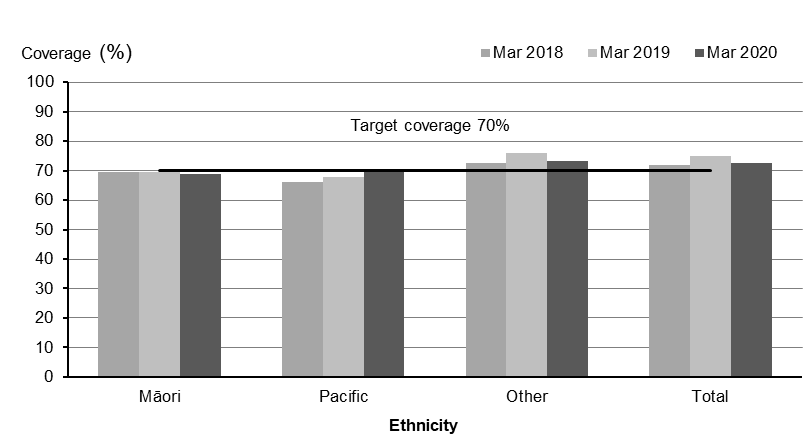 Coverage (%)
Mar 2018 Mar 2019 Mar 2020
100
90
80
70
60
50
40
30
20
10
0
Target coverage 70%
Māori Pacific Other Total
Ethnicity